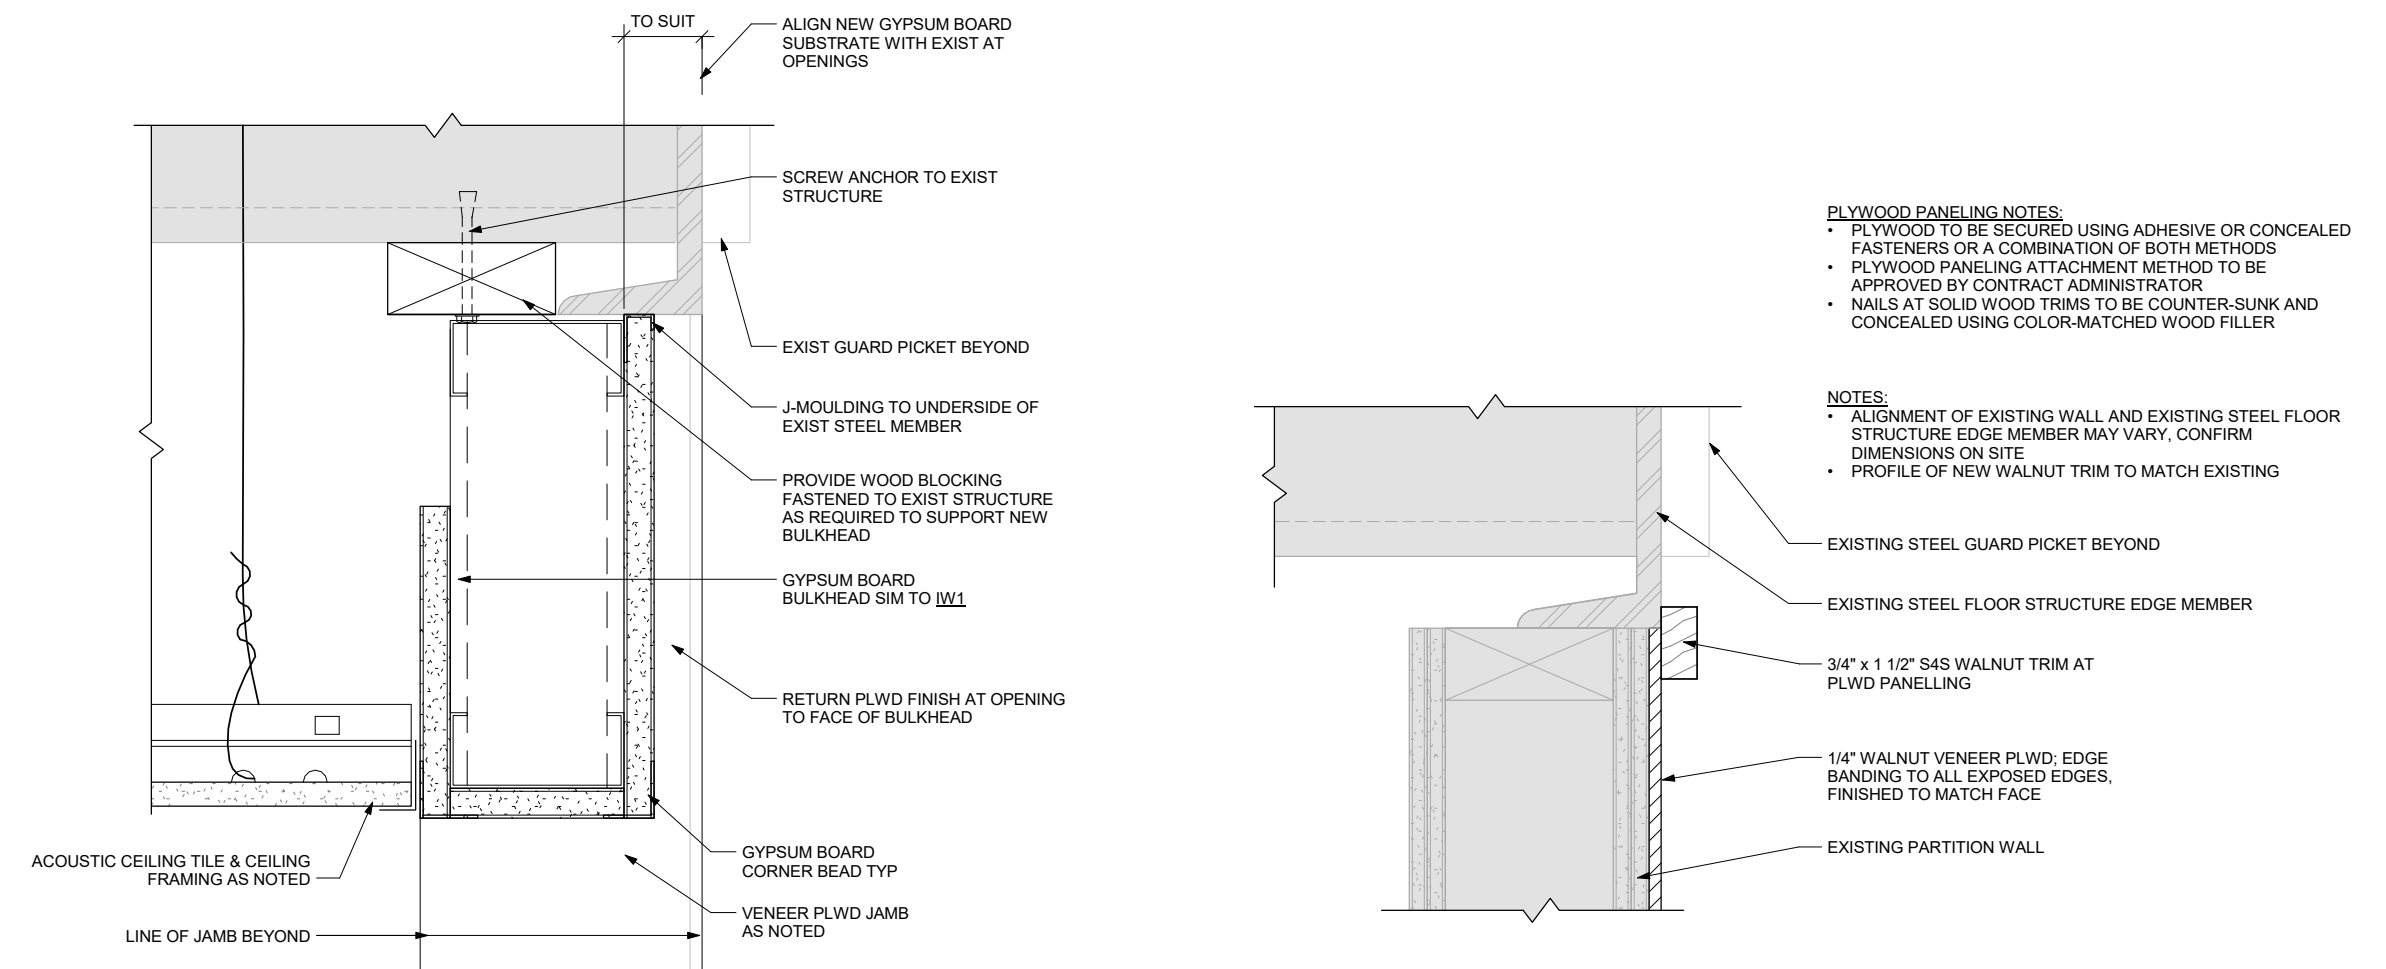 TO SUIT
ALIGN NEW GYPSUM BOARD
SUBSTRATE WITH EXIST AT
OPENINGS
SCREW ANCHOR TO EXIST
STRUCTURE
EXIST GUARD PICKET BEYOND
J-MOULDING TO UNDERSIDE OF
EXIST STEEL MEMBER
PROVIDE WOOD BLOCKING
FASTENED TO EXIST STRUCTURE
AS REQUIRED TO SUPPORT NEW
BULKHEAD
GYPSUM BOARD
BULKHEAD SIM TO IW1
RETURN PLWD FINISH AT OPENING
TO FACE OF BULKHEAD
GYPSUM BOARD
CORNER BEAD TYP
VENEER PLWD JAMB
AS NOTED
ACOUSTIC CEILING TILE & CEILING
FRAMING AS NOTED
LINE OF JAMB BEYOND
PLYWOOD PANELING NOTES:
• PLYWOOD TO BE SECURED USING ADHESIVE OR CONCEALED
FASTENERS OR A COMBINATION OF BOTH METHODS
• PLYWOOD PANELING ATTACHMENT METHOD TO BE
APPROVED BY CONTRACT ADMINISTRATOR
• NAILS AT SOLID WOOD TRIMS TO BE COUNTER-SUNK AND
CONCEALED USING COLOR-MATCHED WOOD FILLER
NOTES:
• ALIGNMENT OF EXISTING WALL AND EXISTING STEEL FLOOR
STRUCTURE EDGE MEMBER MAY VARY, CONFIRM
DIMENSIONS ON SITE
• PROFILE OF NEW WALNUT TRIM TO MATCH EXISTING
EXISTING STEEL GUARD PICKET BEYOND
EXISTING STEEL FLOOR STRUCTURE EDGE MEMBER
3/4" x 1 1/2" S4S WALNUT TRIM AT
PLWD PANELLING
1/4" WALNUT VENEER PLWD; EDGE
BANDING TO ALL EXPOSED EDGES,
FINISHED TO MATCH FACE
EXISTING PARTITION WALL